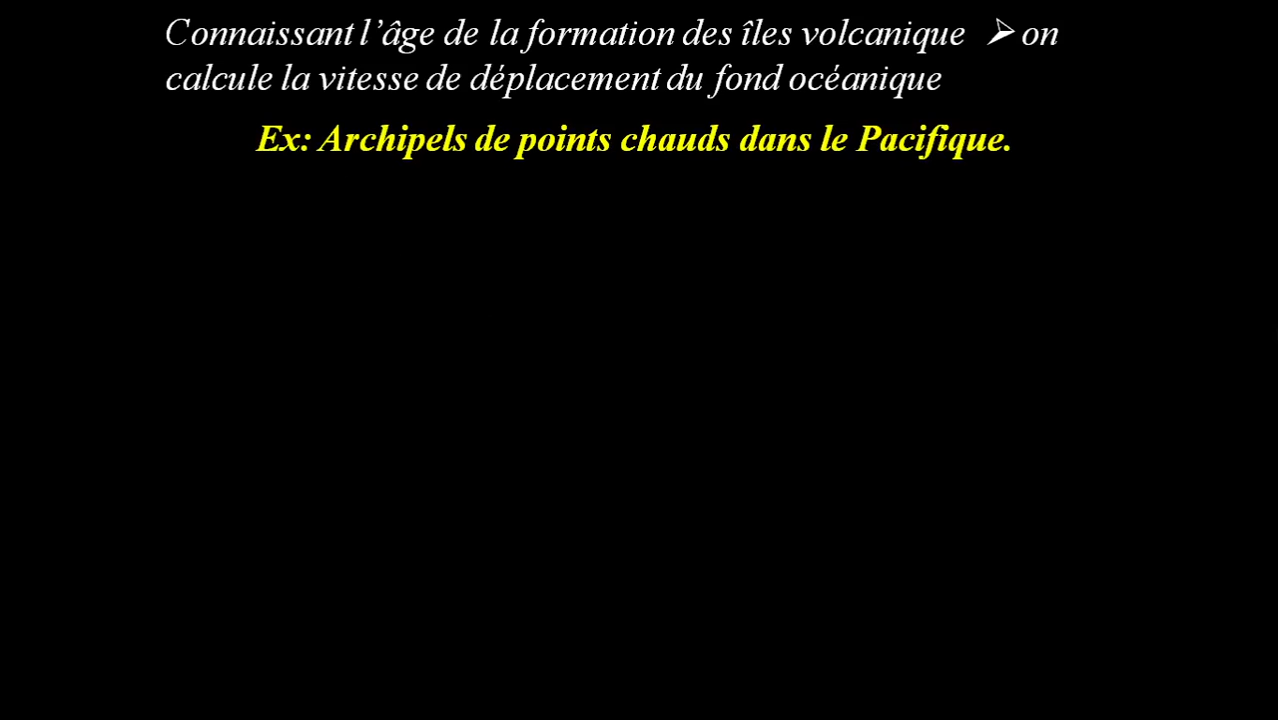 Connaissant l’âge de la formation des îles volcanique ➢ on
calcule la vitesse de déplacement du fond océanique
Ex: Archipels de points chauds dans le Pacifique.